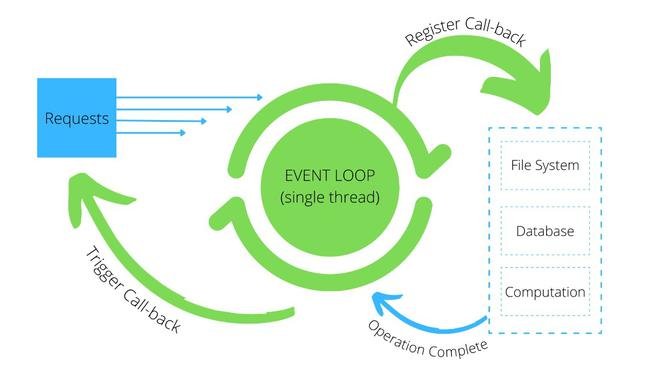 Register Call-back
Requests
EVENT LOOP
(single thread)
File System
Database
Computation
Trigger Call-back
Operation Complete